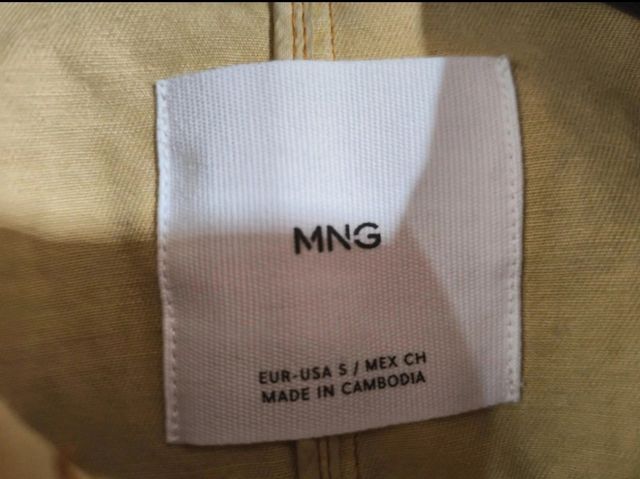 MNG
EUR-USA S / MEX CH
MADE IN CAMBODIA